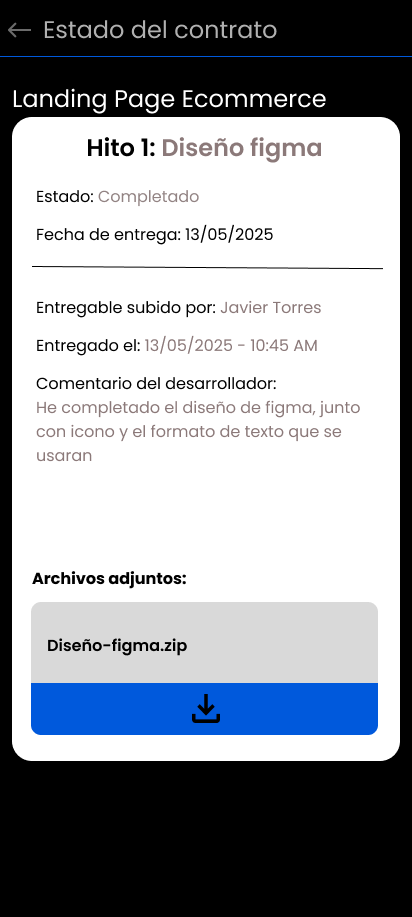 Estado del contrato
Landing Page Ecommerce
Hito 1: Diseño figma
Estado: Completado
Fecha de entrega: 13/05/2025
Entregable subido por: Javier Torres
Entregado el: 13/05/2025 - 10:45 AM
Comentario del desarrollador:
He completado el diseño de figma, junto
con icono y el formato de texto que se
usaran
Archivos adjuntos:
Diseño-figma.zip